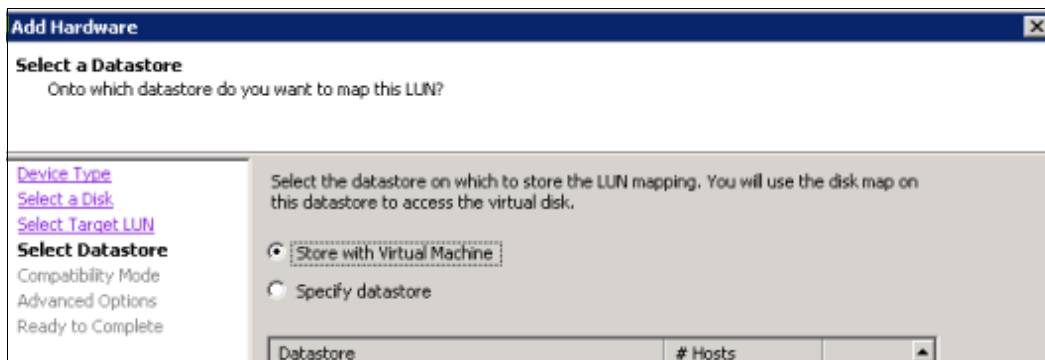 Add Hardware
Select a Datastore
Onto which datastore do you want to map this LUN?
Device Type
Select a Disk
Select Target LUN
Select Datastore
Compatibility Mode
Advanced Options
Ready to Complete
Select the datastore on which to store the LUN mapping. You will use the disk map on
this datastore to access the virtual disk.
Store with Virtual Machine
Specify datastore
Datastore # Hosts